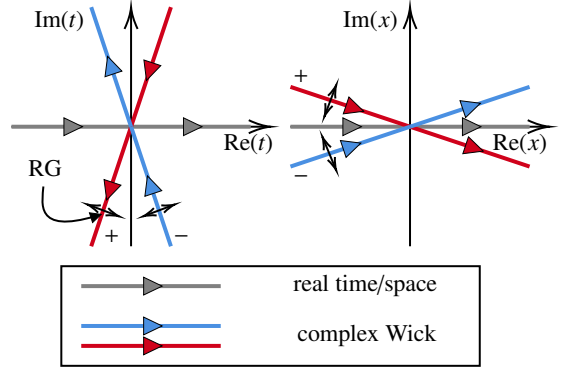 Im(t)
Im(x)
+
Re(t)
Re(x)
RG
−
+
−
real time/space
complex Wick